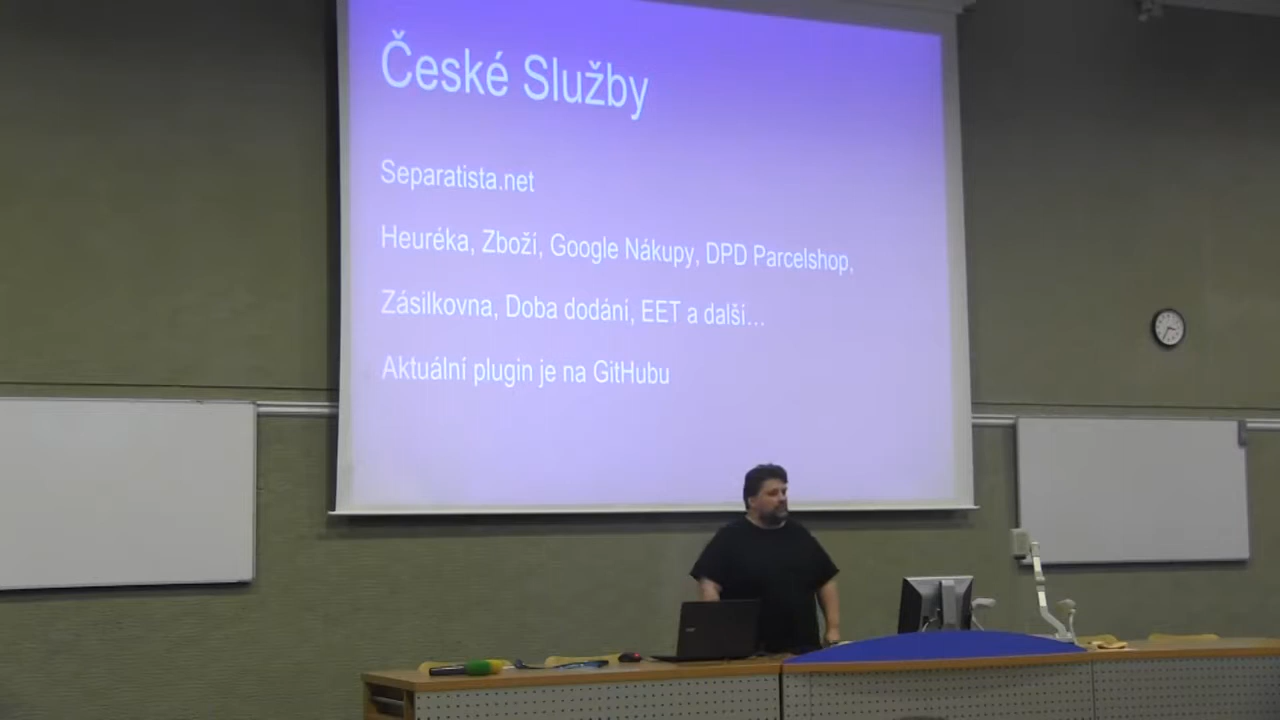 České Služby
Separatista.net
Heuréka, Zboží, Google Nákupy, DPD Parcelshop,
Zásilkovna, Doba dodání, EET a další...
Aktuální plugin je na GitHubu